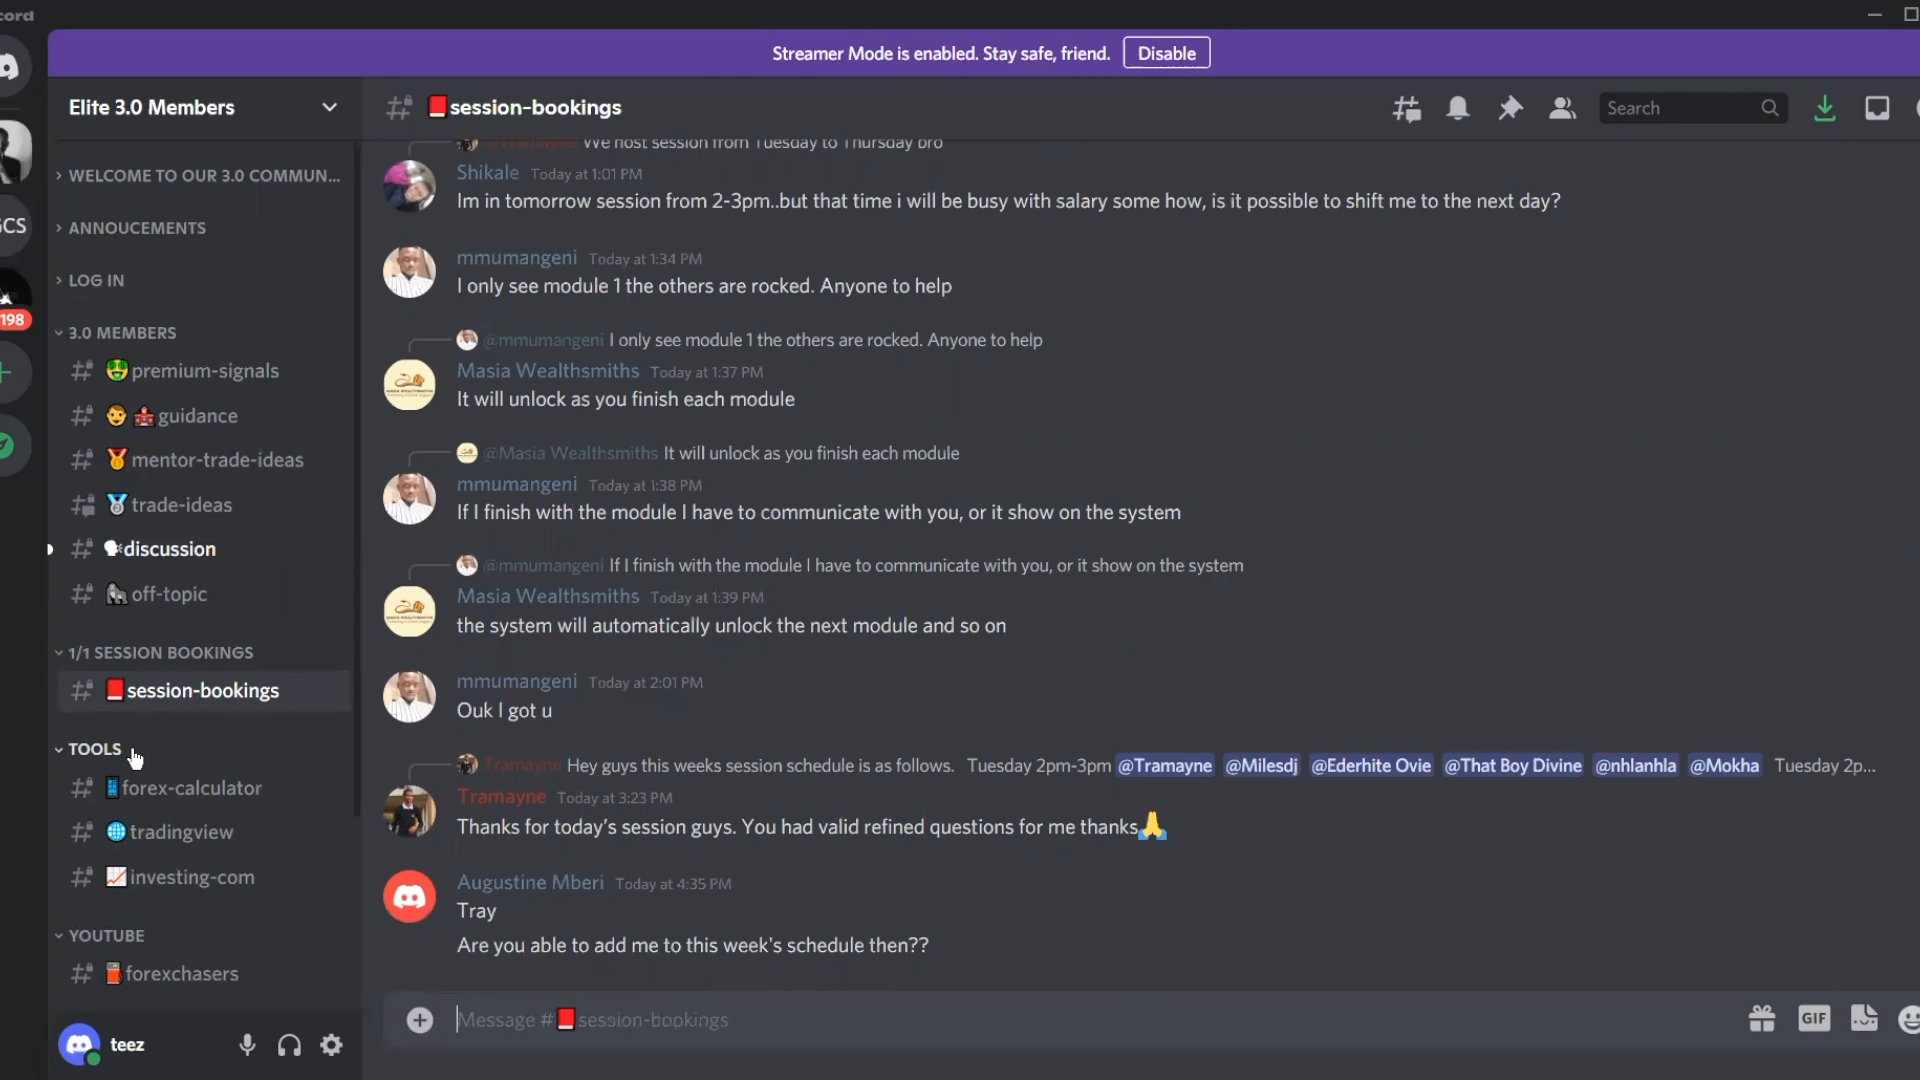 cord
Streamer Mode is enabled. Stay safe, friend. Disable
Elite 3.0 Members
session-bookings
Search
WELCOME TO OUR 3.0 COMMUN...
ANNOUCEMENTS
LOG IN
3.0 MEMBERS
premium-signals
guidance
mentor-trade-ideas
trade-ideas
discussion
off-topic
1/1 SESSION BOOKINGS
session-bookings
TOOLS
forex-calculator
tradingview
investing-com
YOUTUBE
forexchasers
teez
GCS
198
@Tramayne We host session from Tuesday to Thursday bro
Shikale Today at 1:01 PM
Im in tomorrow session from 2-3pm..but that time i will be busy with salary some how, is it possible to shift me to the next day?
mmumangeni Today at 1:34 PM
I only see module 1 the others are rocked. Anyone to help
@mmumangeni I only see module 1 the others are rocked. Anyone to help
Masia Wealthsmiths Today at 1:37 PM
It will unlock as you finish each module
@Masia Wealthsmiths It will unlock as you finish each module
mmumangeni Today at 1:38 PM
If I finish with the module I have to communicate with you, or it show on the system
@mmumangeni If I finish with the module I have to communicate with you, or it show on the system
Masia Wealthsmiths Today at 1:39 PM
the system will automatically unlock the next module and so on
mmumangeni Today at 2:01 PM
Ouk I got u
Tramayne Hey guys this weeks session schedule is as follows. Tuesday 2pm-3pm @Tramayne @Milesdj @Ederhite Ovie @That Boy Divine @nhlanhla @Mokha Tuesday 2p...
Tramayne Today at 3:23 PM
Thanks for today's session guys. You had valid refined questions for me thanks🙏
Augustine Mberi Today at 4:35 PM
Tray
Are you able to add me to this week's schedule then??
Message #📕session-bookings
GIF